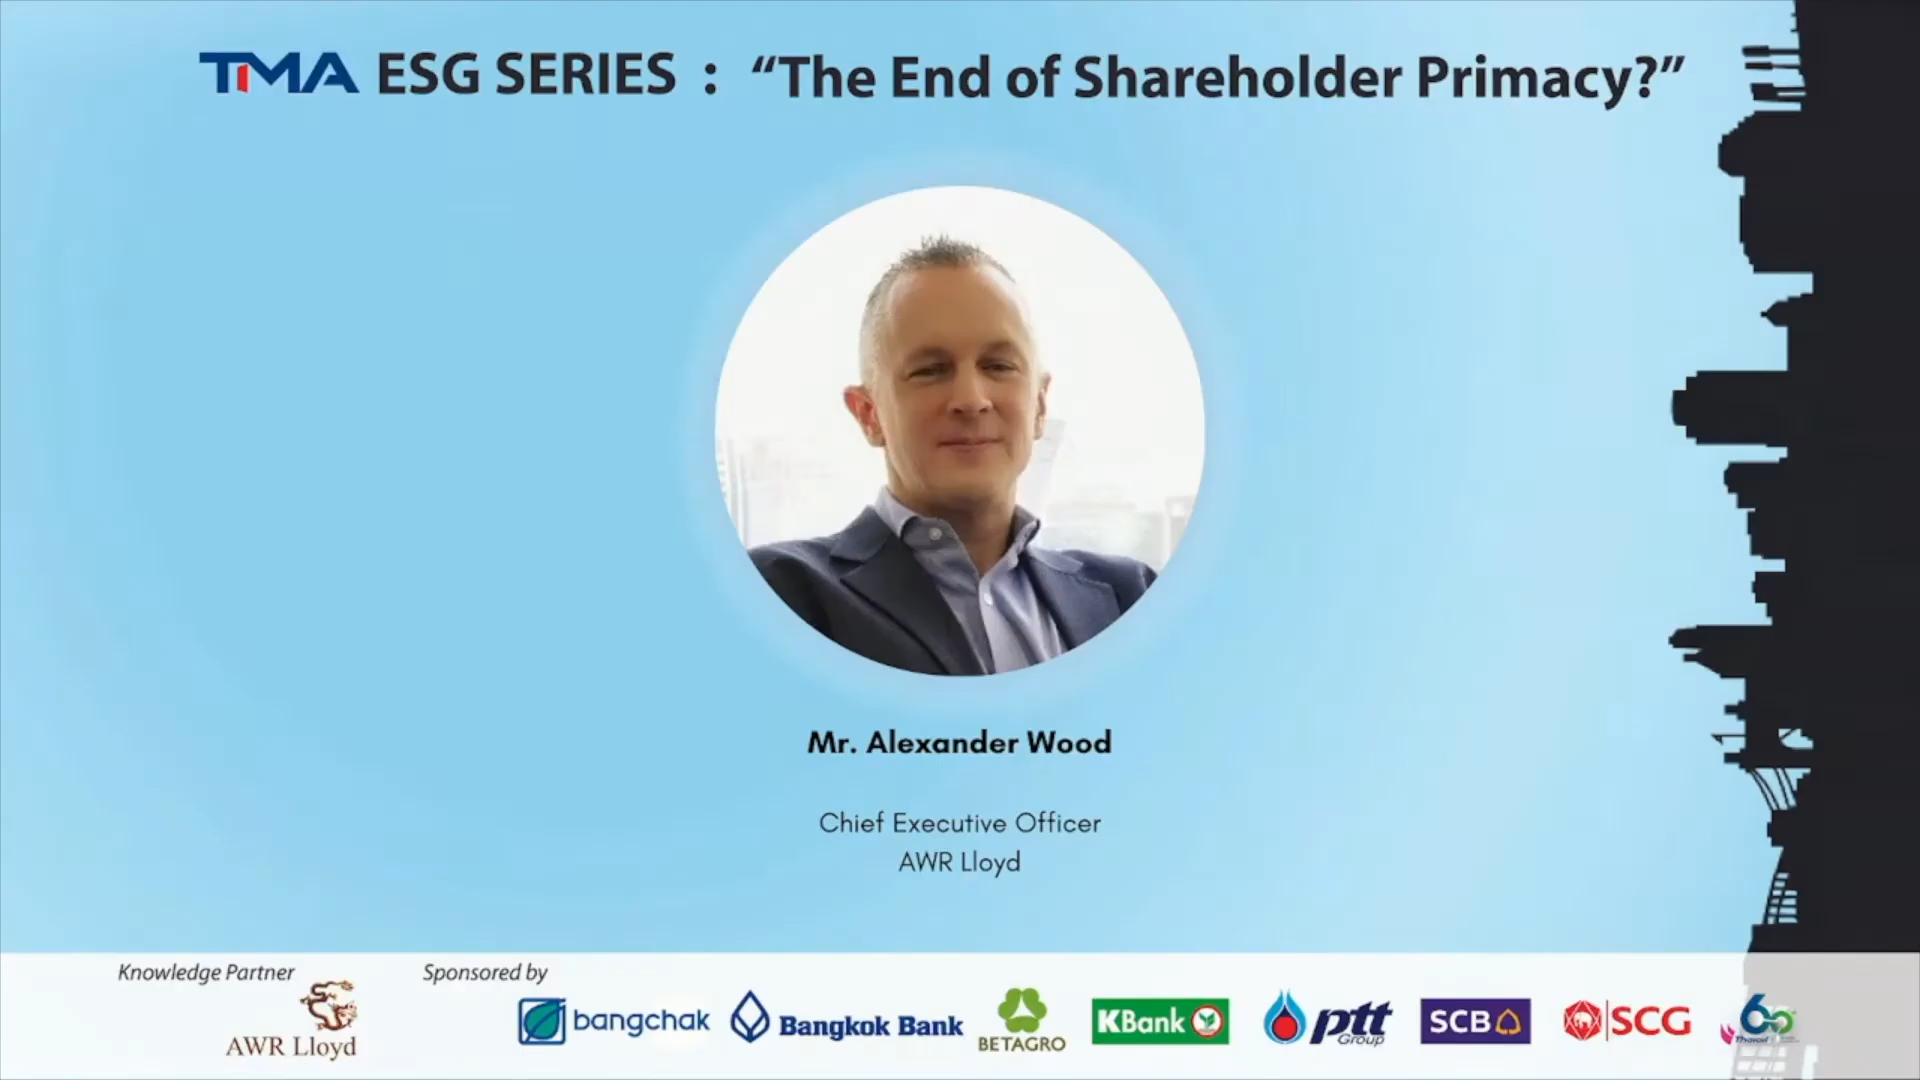 TMA ESG SERIES : “The End of Shareholder Primacy?”
Mr. Alexander Wood
Chief Executive Officer
AWR Lloyd
Knowledge Partner
Sponsored by
AWR Lloyd
bangchak
Bangkok Bank
BETAGRO
KBank
ptt
Group
SCB
SCG
60